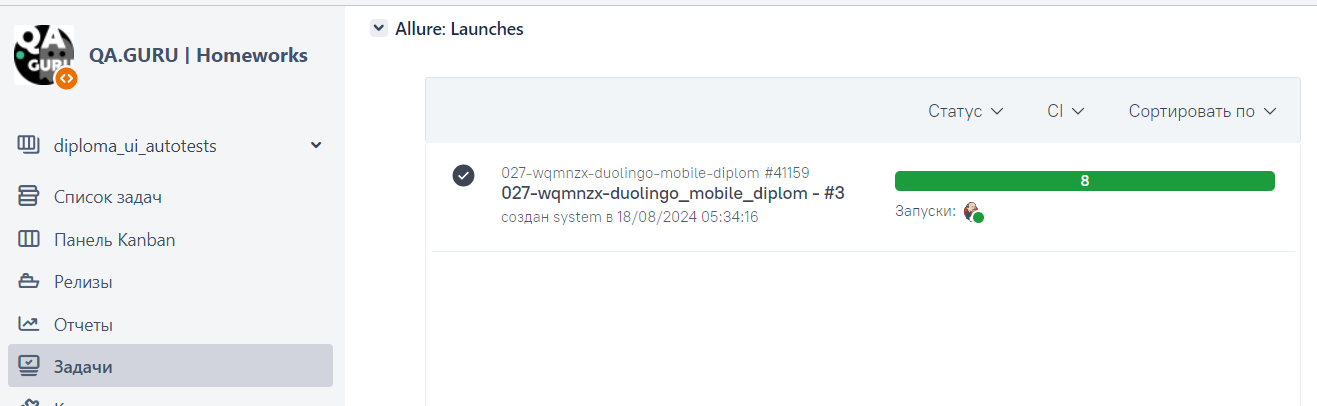 QA
GURU
QA.GURU | Homeworks
diploma_ui_autotests
Список задач
Панель Kanban
Релизы
Отчеты
Задачи
Allure: Launches
Статус
CI
Сортировать по
027-wqmnzx-duolingo-mobile-diplom #41159
027-wqmnzx-duolingo_mobile_diplom - #3
создан system в 18/08/2024 05:34:16
8
Запуски: